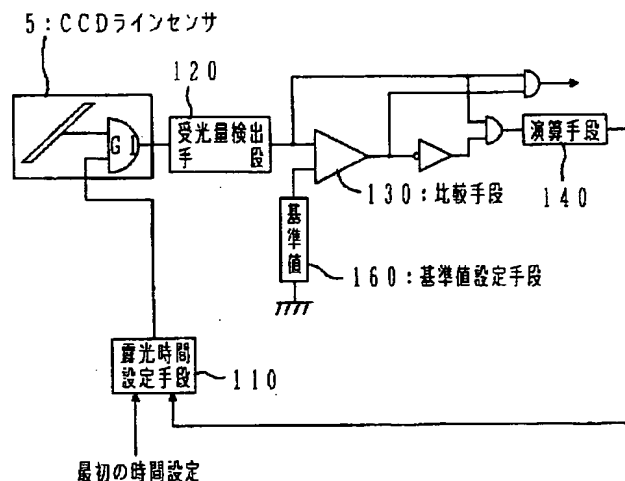 5：CCDラインセンサ
120
GI
受光量検出
手段
130：比較手段
演算手段
140
基準値
160：基準値設定手段
露光時間
設定手段
110
最初の時間設定